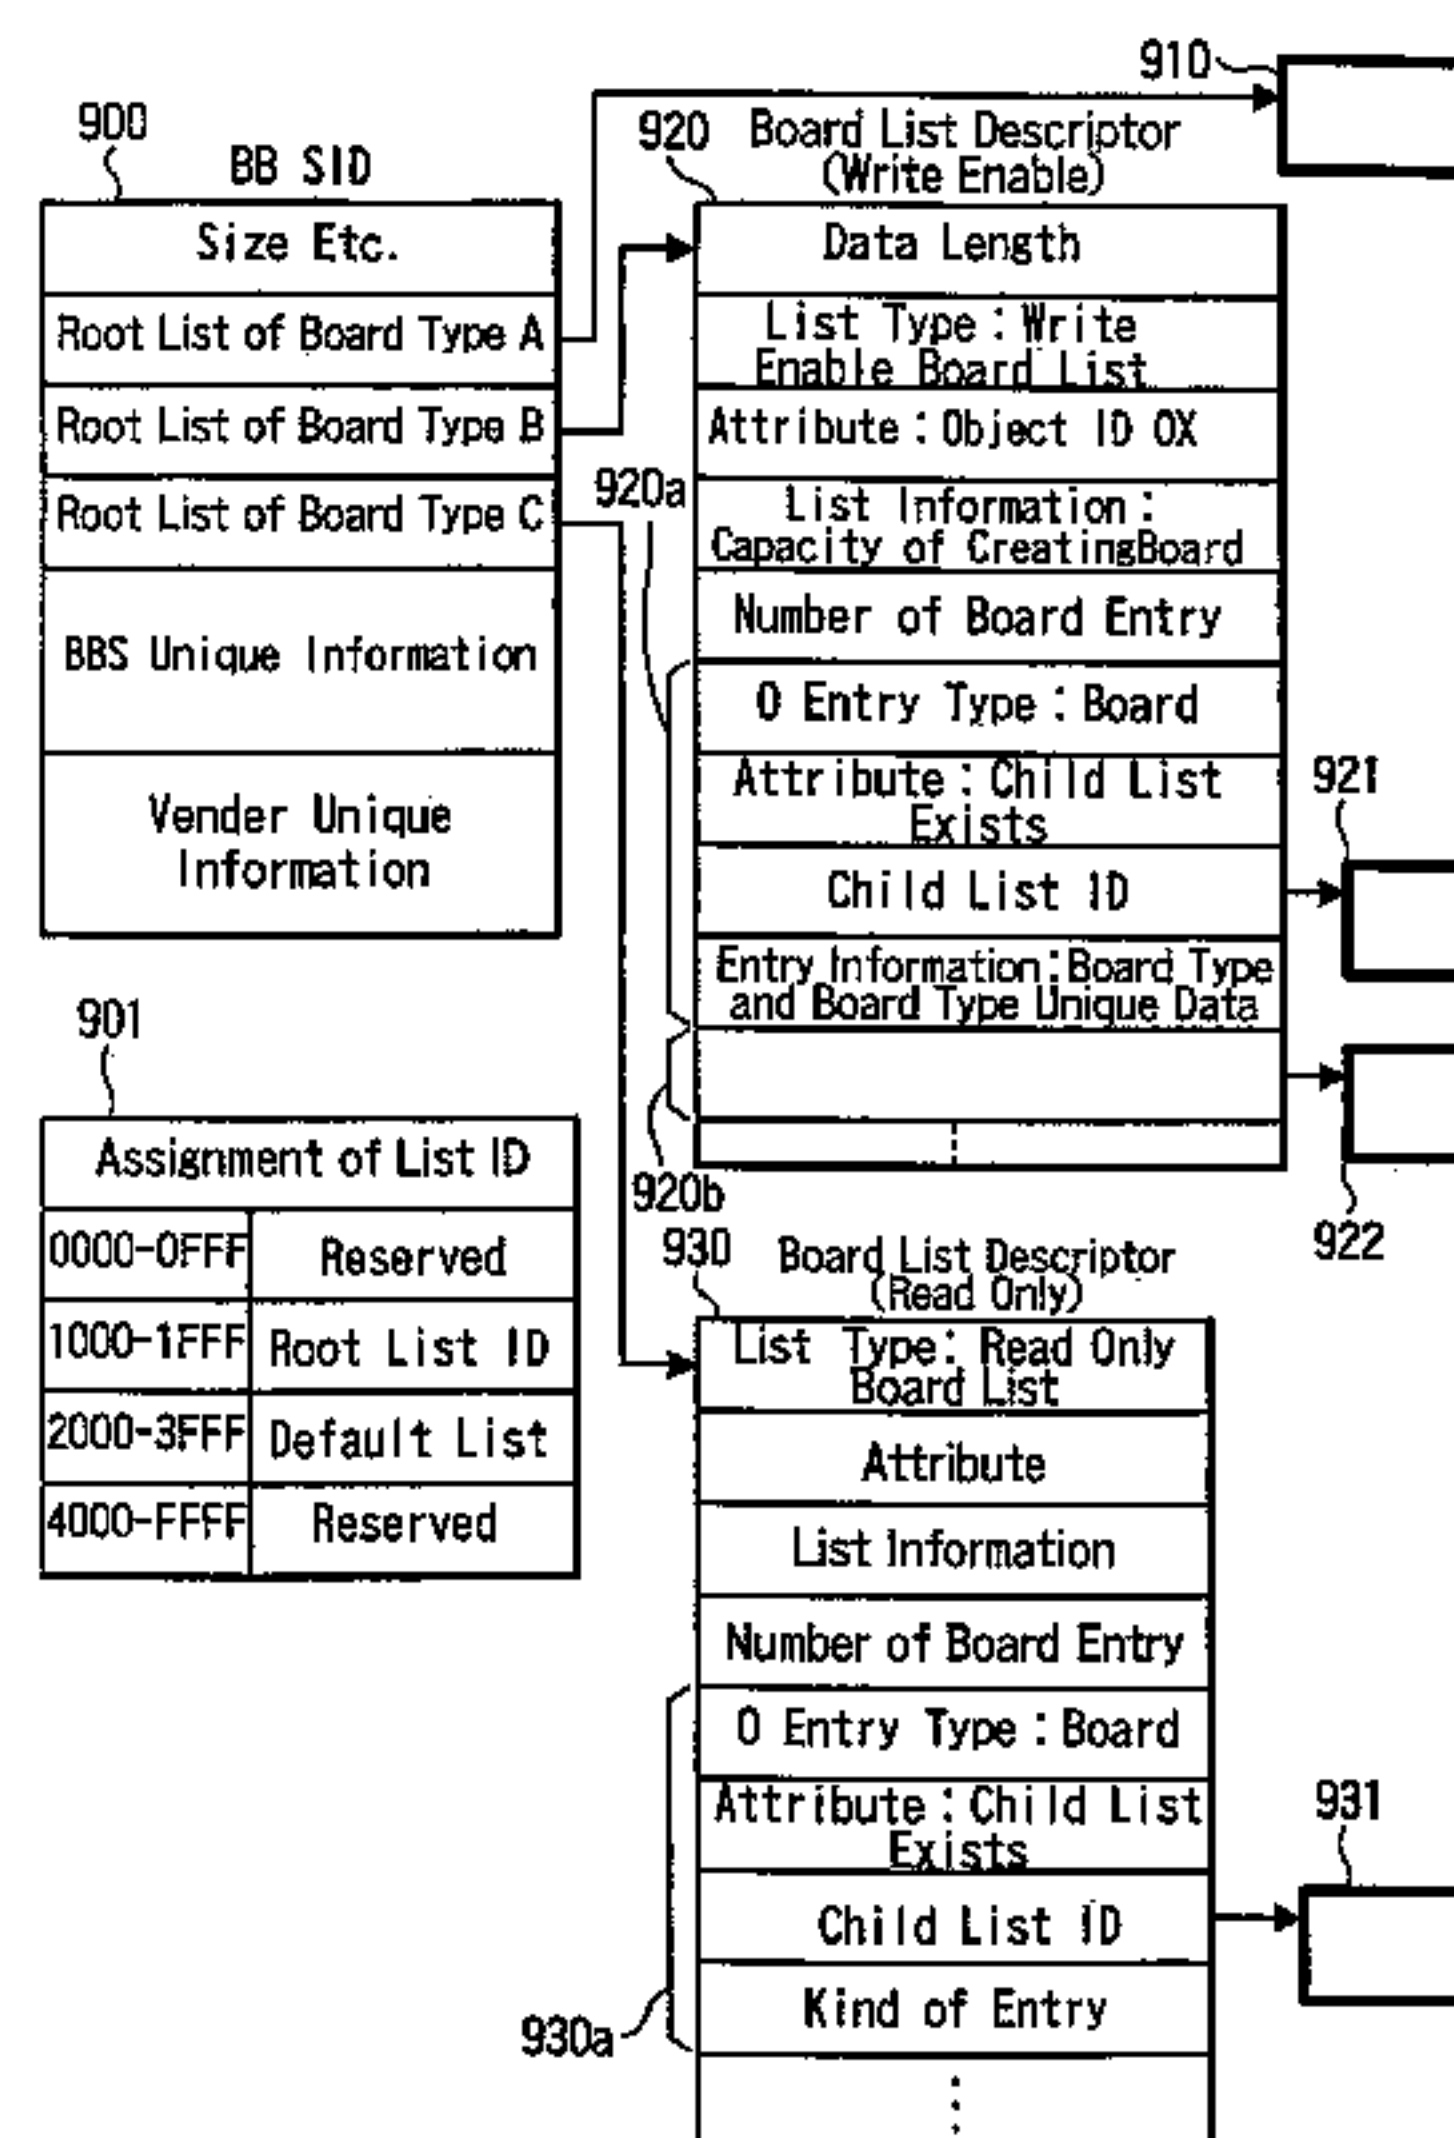 900
BB SID
Size Etc.
Root List of Board Type A
Root List of Board Type B
Root List of Board Type C
BBS Unique Information
Vender Unique
Information
901
Assignment of List ID
0000-0FFF Reserved
1000-1FFF Root List ID
2000-3FFF Default List
4000-FFFF Reserved
910
920 Board List Descriptor
(Write Enable)
Data Length
List Type : Write
Enable Board List
Attribute : Object ID OX
920a
List Information :
Capacity of CreatingBoard
Number of Board Entry
0 Entry Type : Board
Attribute : Child List
Exists
921
Child List ID
Entry Information : Board Type
and Board Type Unique Data
920b
922
930 Board List Descriptor
(Read Only)
List Type : Read Only
Board List
Attribute
List Information
Number of Board Entry
0 Entry Type : Board
Attribute : Child List
Exists
931
Child List ID
Kind of Entry
930a